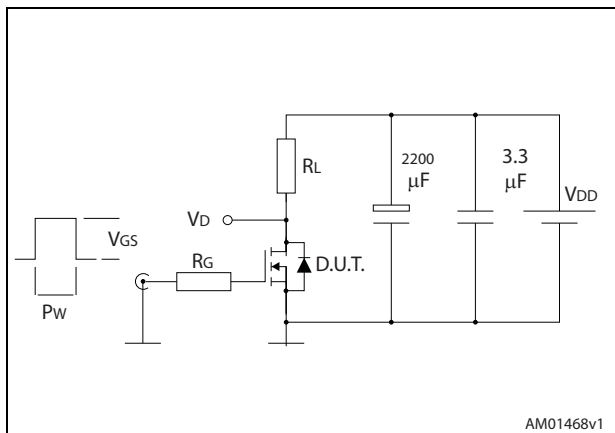 RL
2200
μF
3.3
μF
VDD
VD
VGS
RG
D.U.T.
PW
AM01468v1